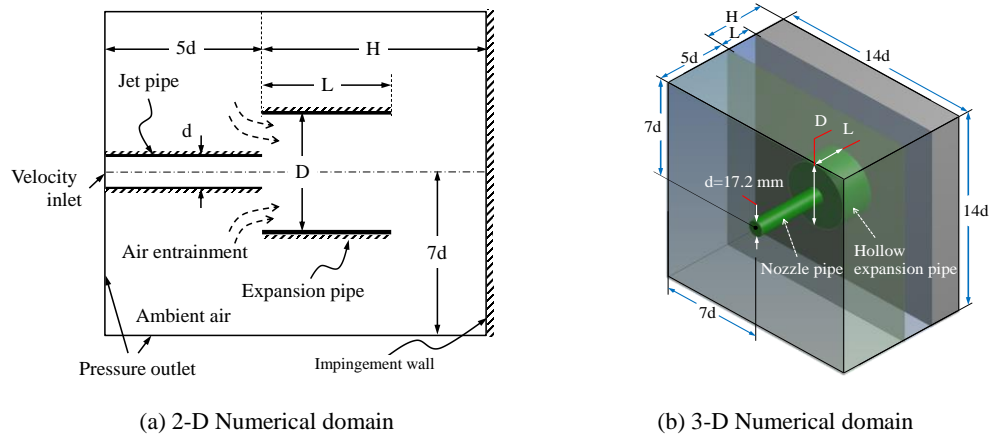 5d
H
L
Jet pipe
d
D
Velocity
inlet
Air entrainment
7d
Expansion pipe
Ambient air
Pressure outlet
Impingement wall
(a) 2-D Numerical domain
H
L
5d
14d
7d
D
L
d=17.2 mm
14d
Hollow
expansion pipe
Nozzle pipe
7d
(b) 3-D Numerical domain